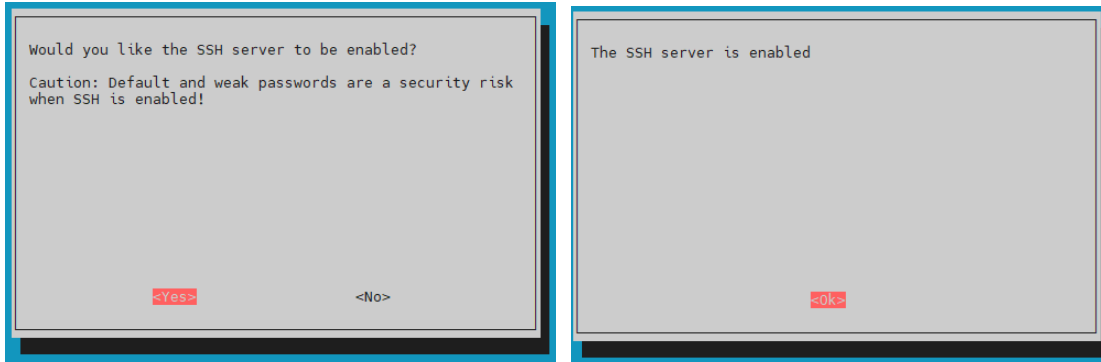 Would you like the SSH server to be enabled?
Caution: Default and weak passwords are a security risk
when SSH is enabled!
<Yes> <No>
The SSH server is enabled
<Ok>